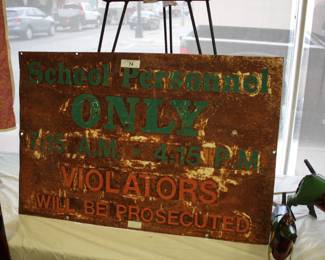 School Personnel
ONLY
7:15 A.M. - 4:15 P.M.
VIOLATORS
WILL BE PROSECUTED